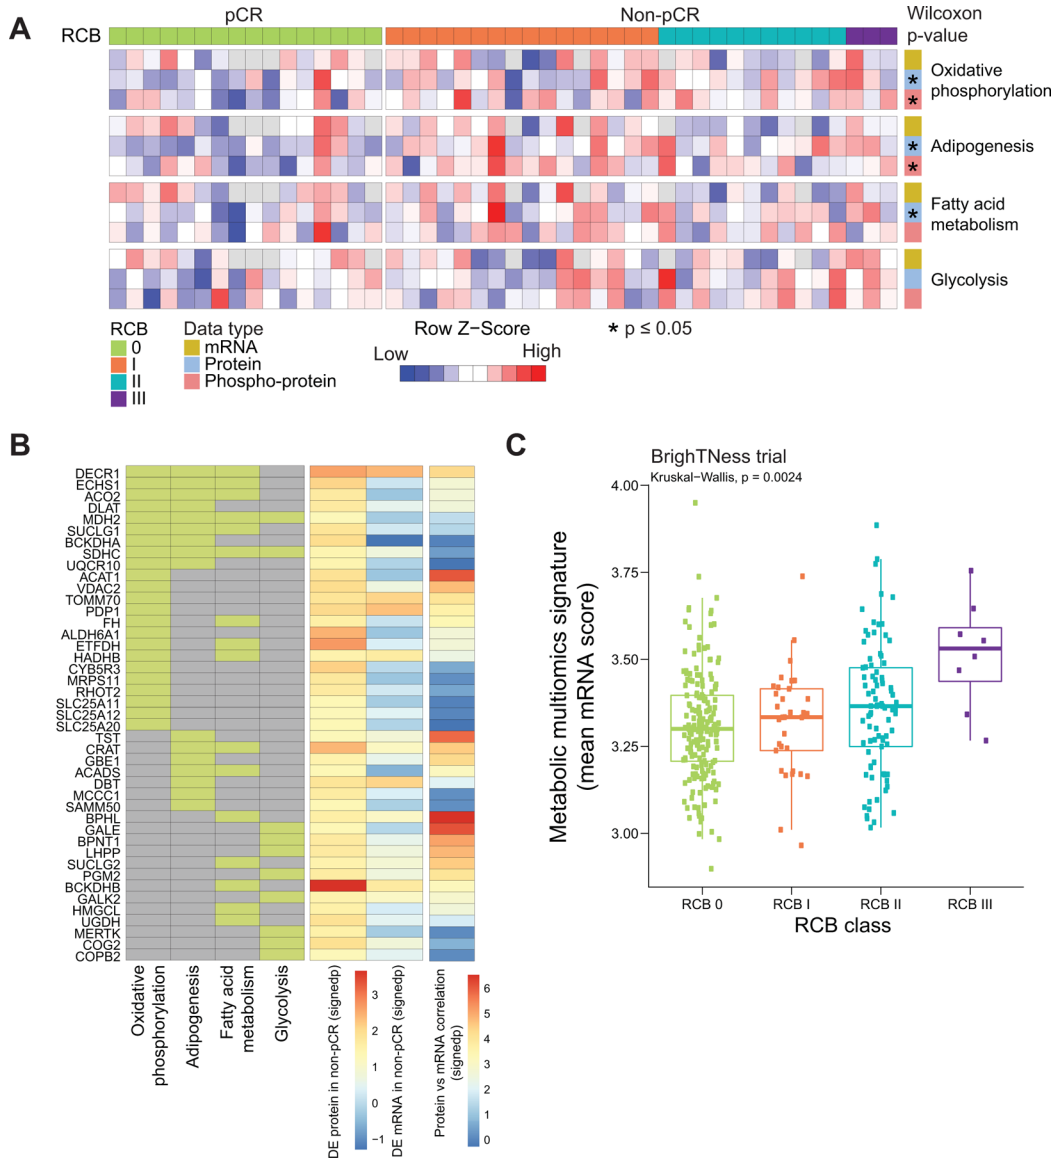 A
pCR
Non-pCR
Wilcoxon
p-value
RCB
*
*
Oxidative
phosphorylation
*
*
Adipogenesis
*
Fatty acid
metabolism
Glycolysis
RCB
0
I
II
III
Data type
mRNA
Protein
Phospho-protein
Row Z−Score
Low
High
* p ≤ 0.05
B
DECR1
ECHS1
ACO2
DLAT
MDH2
SUCLG1
BCKDHA
SDHC
UQCR10
ACAT1
VDAC2
TOMM70
PDP1
FH
ALDH6A1
ETFDH
HADHB
CYB5R3
MRPS11
RHOT2
SLC25A11
SLC25A12
SLC25A20
TST
CRAT
GBE1
ACADS
DBT
MCCC1
SAMM50
BPHL
GALE
BPNT1
LHPP
SUCLG2
PGM2
BCKDHB
GALK2
HMGCL
UGDH
MERTK
COG2
COPB2
Oxidative
phosphorylation
Adipogenesis
Fatty acid
metabolism
Glycolysis
DE protein in non-pCR (signedp)
3
2
1
0
−1
DE mRNA in non-pCR (signedp)
Protein vs mRNA correlation
(signedp)
6
5
4
3
2
1
0
C
BrighTNess trial
Kruskal−Wallis, p = 0.0024
Metabolic multiomics signature
(mean mRNA score)
4.00
3.75
3.50
3.25
3.00
RCB 0
RCB I
RCB II
RCB III
RCB class